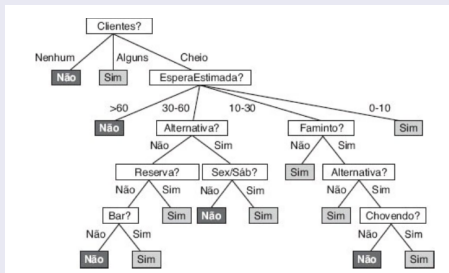 Clientes?
Nenhum Alguns Cheio
Não Sim EsperaEstimada?
>60 30-60 10-30 0-10
Não Alternativa? Faminto? Sim
Não Sim Não Sim
Reserva? Sex/Sáb? Sim Alternativa?
Não Sim Não Sim Não Sim
Bar? Sim Não Sim Sim Chovendo?
Não Sim Não Sim
Não Sim Não Sim